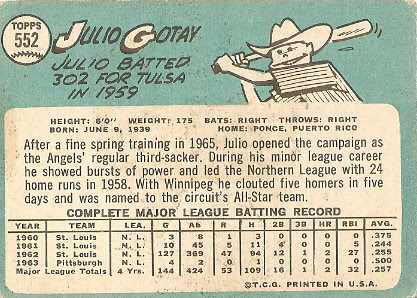 TOPPS
552
JULIO GOTAY
JULIO BATTED
302 FOR TULSA
IN 1959
HEIGHT: 6'0" WEIGHT: 175 BATS: RIGHT THROWS: RIGHT
BORN: JUNE 9, 1939 HOME: PONCE, PUERTO RICO
After a fine spring training in 1965, Julio opened the campaign as
the Angels' regular third-sacker. During his minor league career
he showed bursts of power and led the Northern League with 24
home runs in 1958. With Winnipeg he clouted five homers in five
days and was named to the circuit's All-Star team.
COMPLETE MAJOR LEAGUE BATTING RECORD
YEAR TEAM LEA. G Ab R H 2B 3B HR RBI AVG.
1960 St. Louis N. L. 3 8 1 3 0 0 0 0 .375
1961 St. Louis N. L. 10 45 5 11 4 0 0 5 .244
1962 St. Louis N. L. 127 369 47 94 12 1 2 27 .255
1963 Pittsburgh N. L. 4 2 0 1 0 0 0 0 .500
Major League Totals 4 Yrs. 144 424 53 109 16 1 2 32 .257
©T.C.G. PRINTED IN U.S.A.